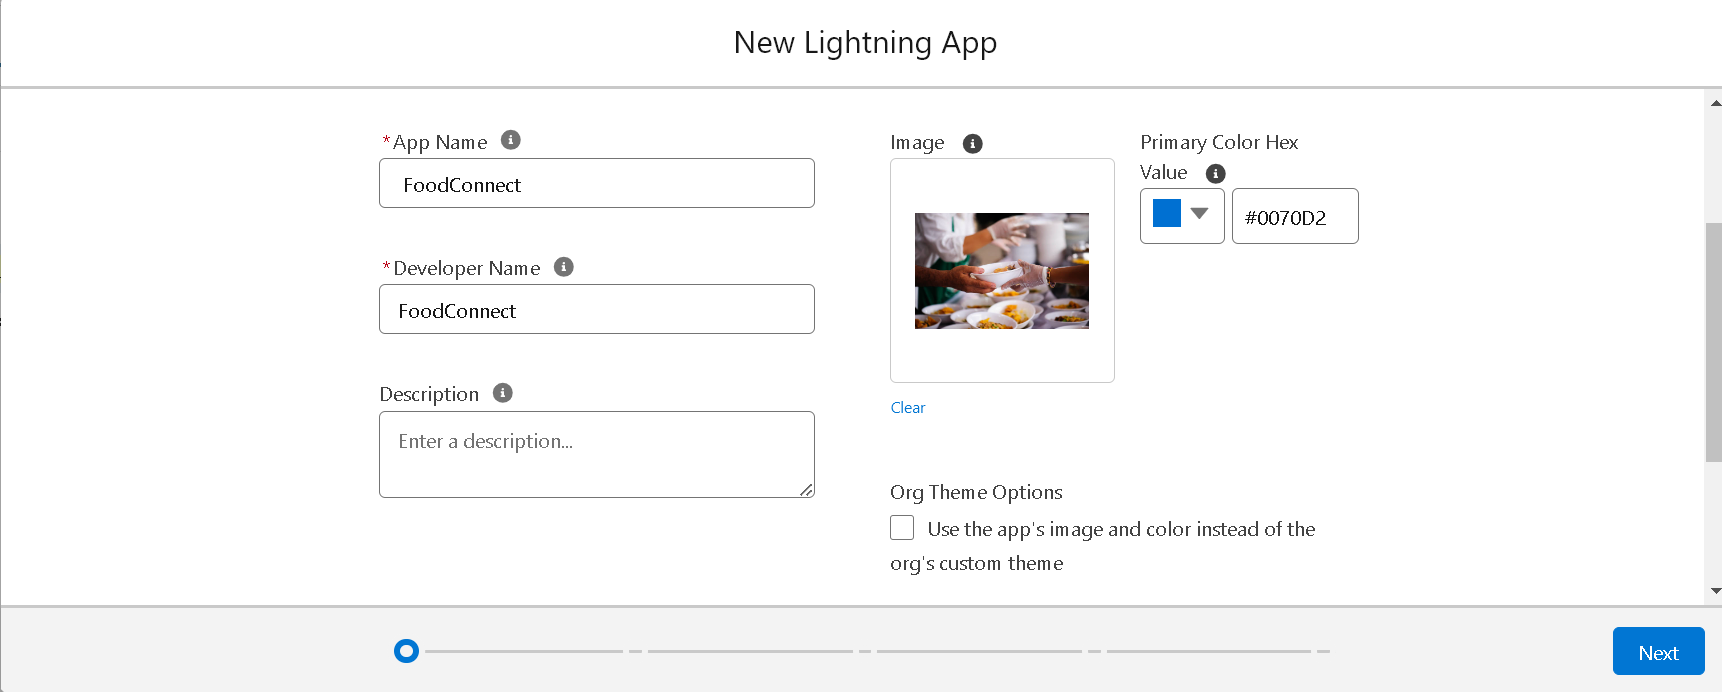 New Lightning App
*App Name
FoodConnect
*Developer Name
FoodConnect
Description
Enter a description...
Image
Clear
Primary Color Hex
Value
#0070D2
Org Theme Options
Use the app's image and color instead of the
org's custom theme
Next